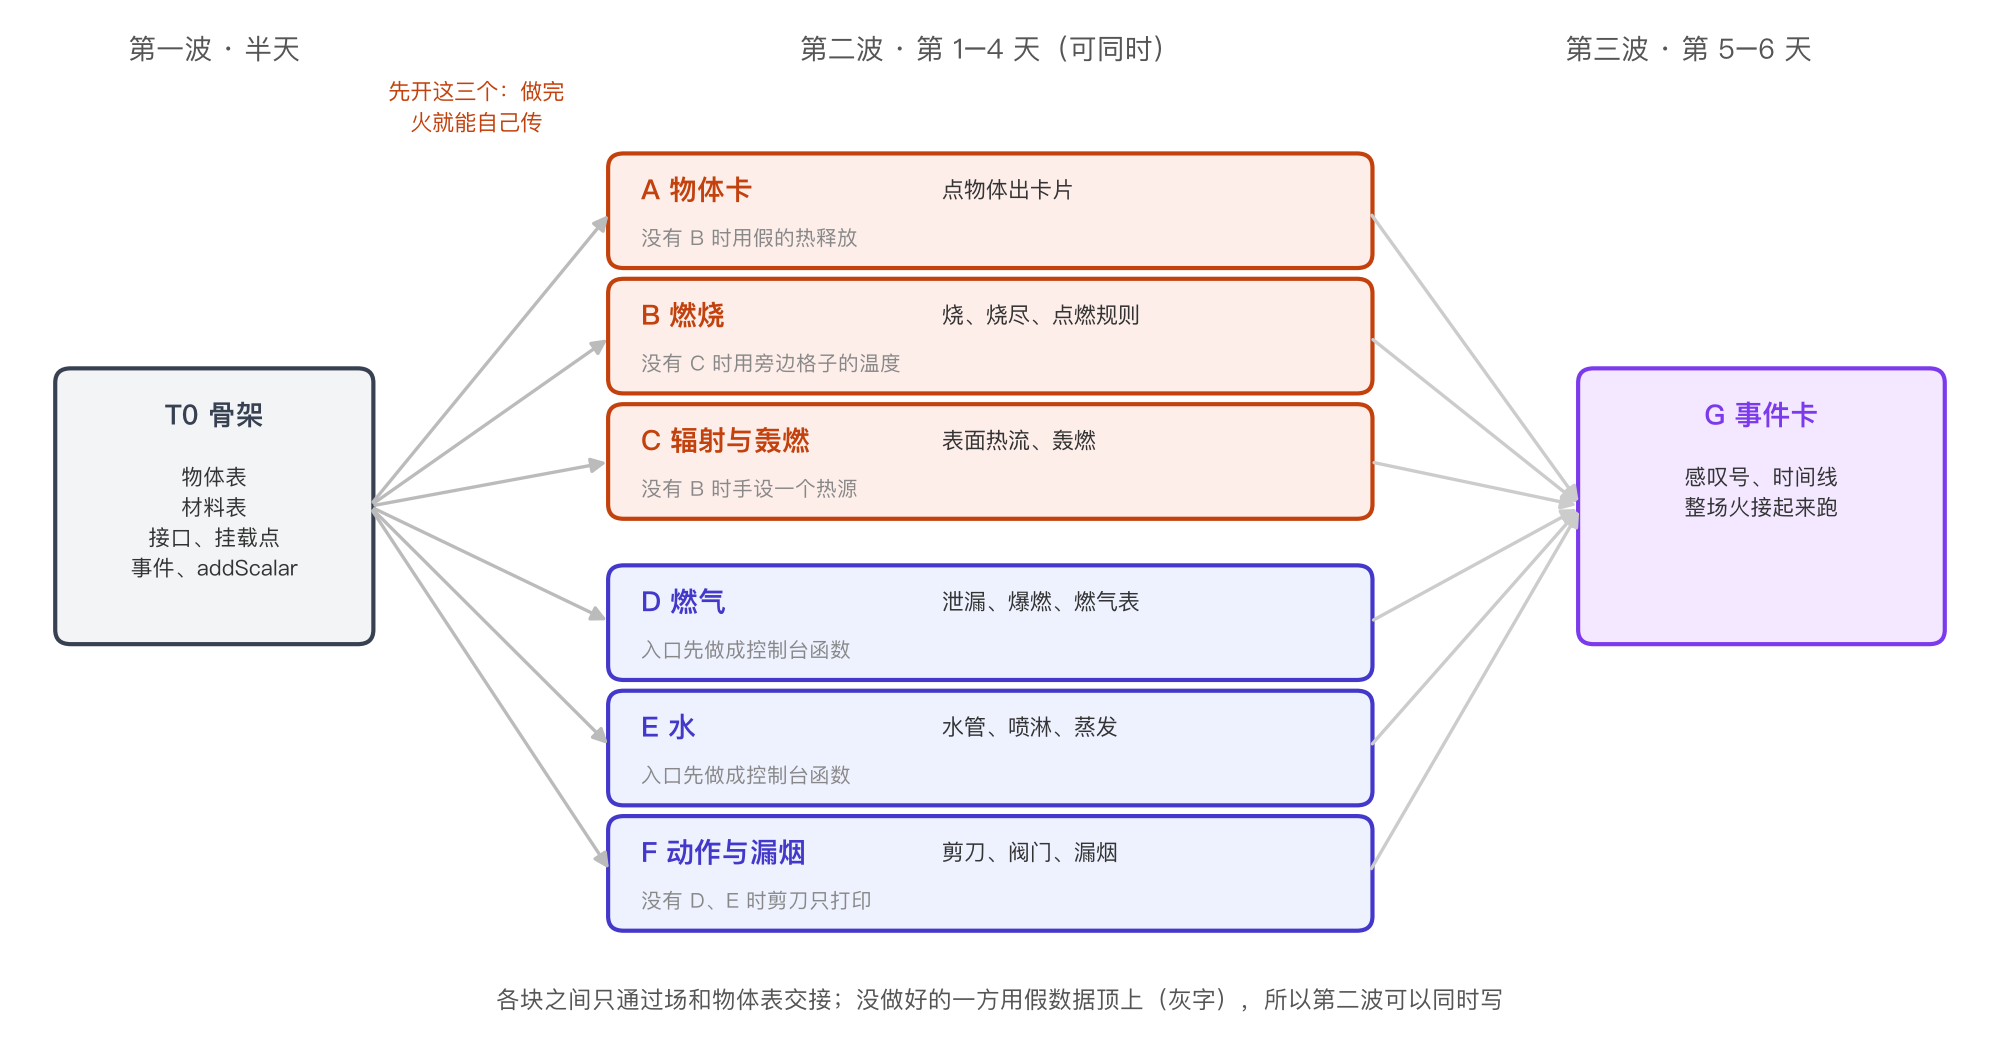 第一波 · 半天
第二波 · 第 1–4 天（可同时）
第三波 · 第 5–6 天
先开这三个：做完
火就能自己传
T0 骨架
物体表
材料表
接口、挂载点
事件、addScalar
A 物体卡
点物体出卡片
没有 B 时用假的热释放
B 燃烧
烧、烧尽、点燃规则
没有 C 时用旁边格子的温度
C 辐射与轰燃
表面热流、轰燃
没有 B 时手设一个热源
D 燃气
泄漏、爆燃、燃气表
入口先做成控制台函数
E 水
水管、喷淋、蒸发
入口先做成控制台函数
F 动作与漏烟
剪刀、阀门、漏烟
没有 D、E 时剪刀只打印
G 事件卡
感叹号、时间线
整场火接起来跑
各块之间只通过场和物体表交接；没做好的一方用假数据顶上（灰字），所以第二波可以同时写